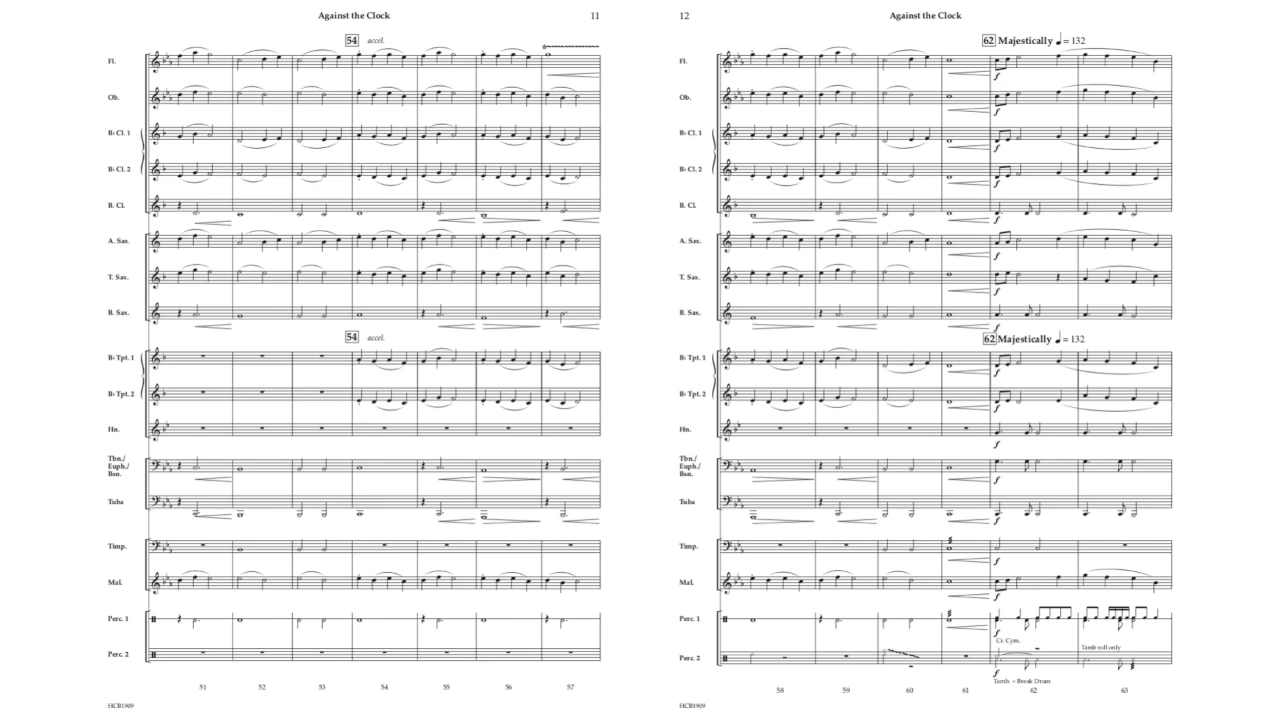 Against the Clock
11
54
accel.
Fl.
Ob.
B♭ Cl. 1
B♭ Cl. 2
B. Cl.
A. Sax.
T. Sax.
B. Sax.
54
accel.
B♭ Tpt. 1
B♭ Tpt. 2
Hn.
Tbn./
Euph./
Bsn.
Tuba
Timp.
Mal.
Perc. 1
Perc. 2
51 52 53 54 55 56 57
HCB1909
12
Against the Clock
62 Majestically ♩ = 132
Fl.
f
Ob.
f
B♭ Cl. 1
f
B♭ Cl. 2
f
B. Cl.
f
A. Sax.
f
T. Sax.
f
B. Sax.
f
62 Majestically ♩ = 132
B♭ Tpt. 1
f
B♭ Tpt. 2
f
Hn.
f
Tbn./
Euph./
Bsn.
f
Tuba
f
Timp.
f
Mal.
f
Perc. 1
f
Cr. Cym.
Tamb roll only
Perc. 2
f
Tamb. + Break Drum
58 59 60 61 62 63
HCB1909